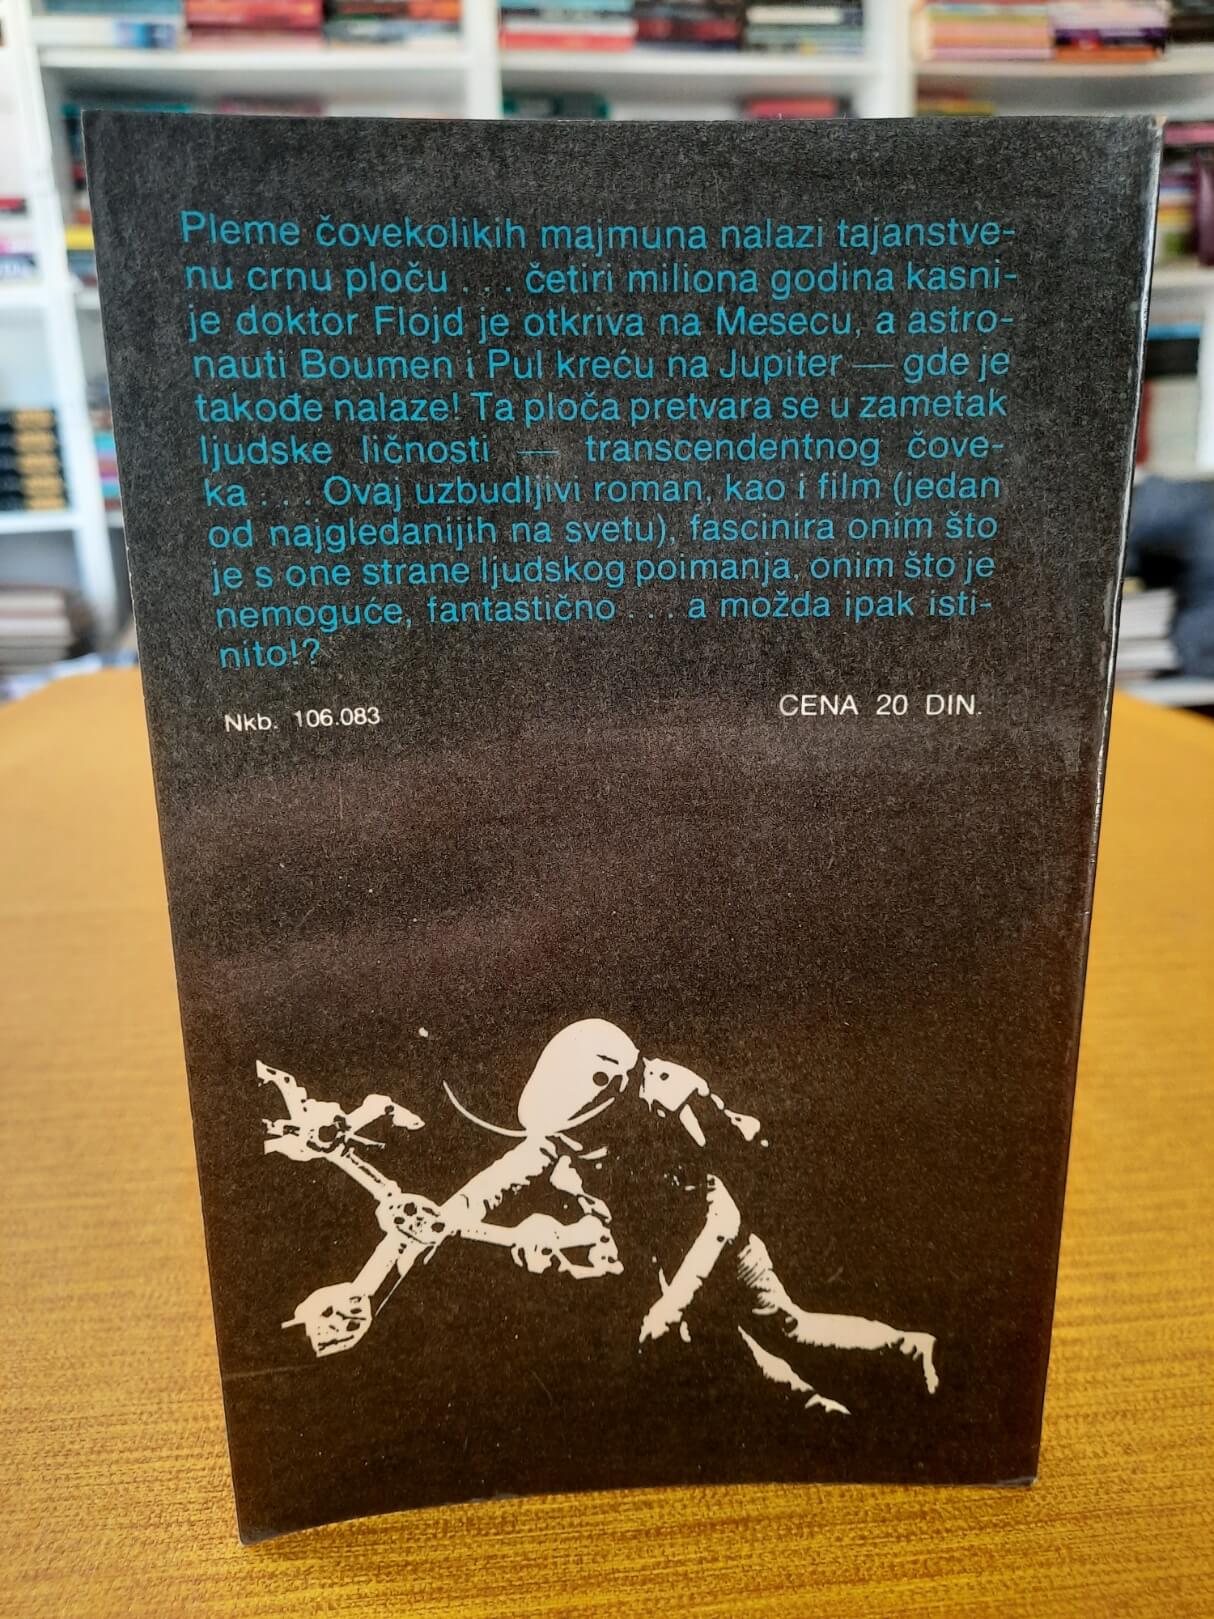 Pleme čovekolikih majmuna nalazi tajanstve-
nu crnu ploču . . . četiri miliona godina kasni-
je doktor Flojd je otkriva na Mesecu, a astro-
nauti Boumen i Pul kreću na Jupiter — gde je
takođe nalaze! Ta ploča pretvara se u zametak
ljudske ličnosti — transcendentnog čove-
ka . . . Ovaj uzbudljivi roman, kao i film (jedan
od najgledanijih na svetu), fascinira onim što
je s one strane ljudskog poimanja, onim što je
nemoguće, fantastično . . . a možda ipak isti-
nito!?
Nkb. 106.083
CENA 20 DIN.